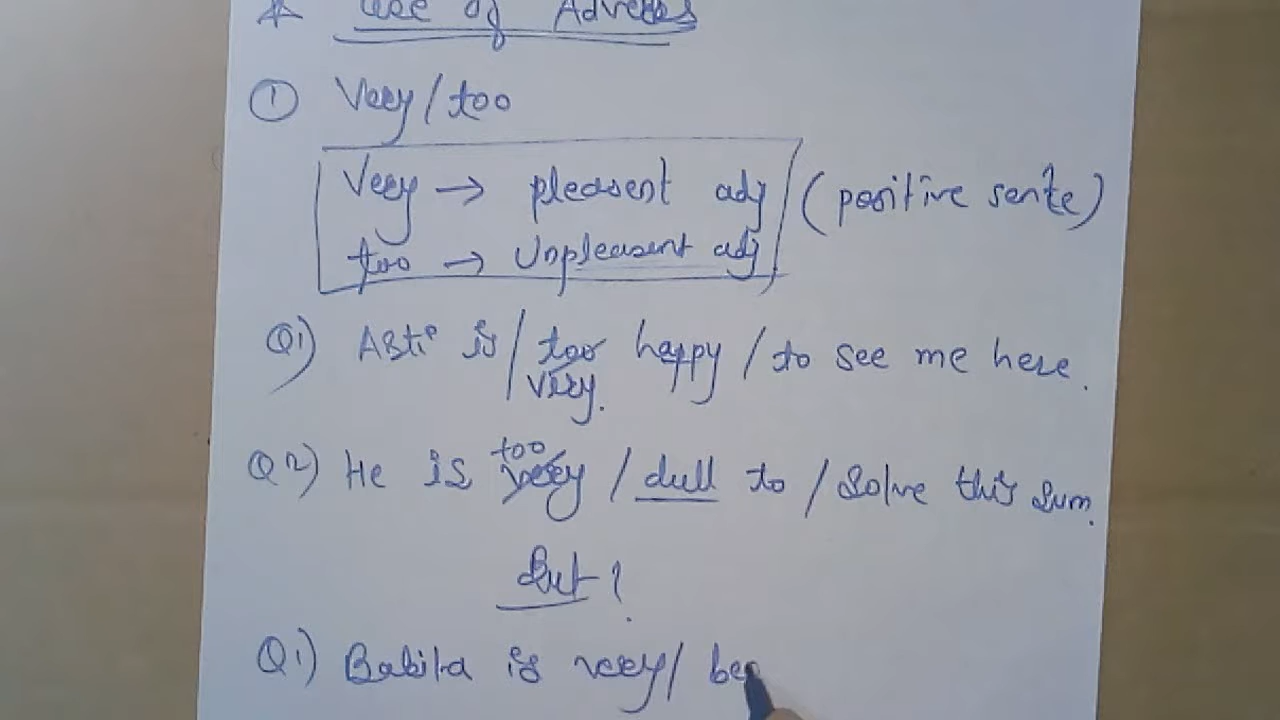 * Use of Adverbs
① Very/too
Very → pleasent adj (positive sente)
too → Unpleasent adj
Q1) Asti is / too happy / to see me here.
very.
too
Q2) He is very / dull to / solve this sum.
But ?
Q1) Babita is very / be